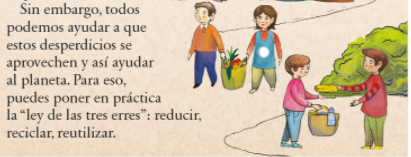 Sin embargo, todos
podemos ayudar a que
estos desperdicios se
aprovechen y así ayudar
al planeta. Para eso,
puedes poner en práctica
la “ley de las tres erres”: reducir,
reciclar, reutilizar.